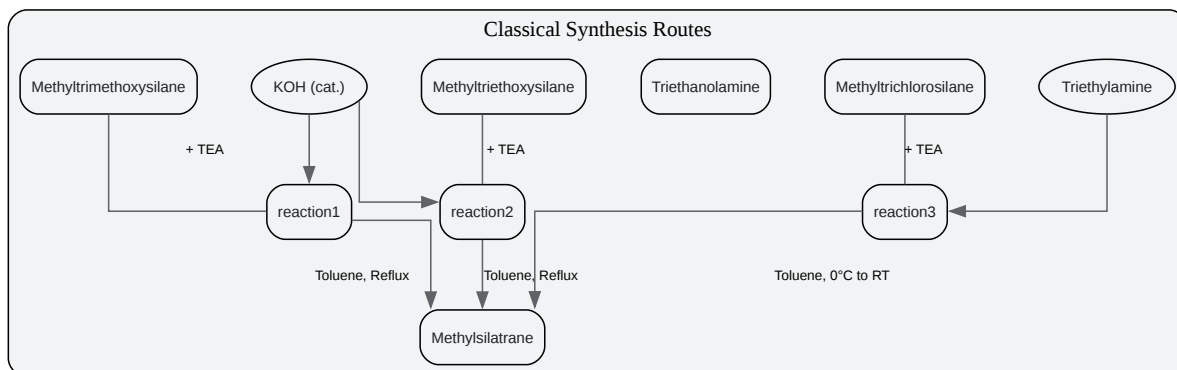 Classical Synthesis Routes
Methyltrimethoxysilane
KOH (cat.)
Methyltriethoxysilane
Triethanolamine
Methyltrichlorosilane
Triethylamine
+ TEA
+ TEA
+ TEA
reaction1
reaction2
reaction3
Toluene, Reflux
Toluene, Reflux
Toluene, 0°C to RT
Methylsilatrane